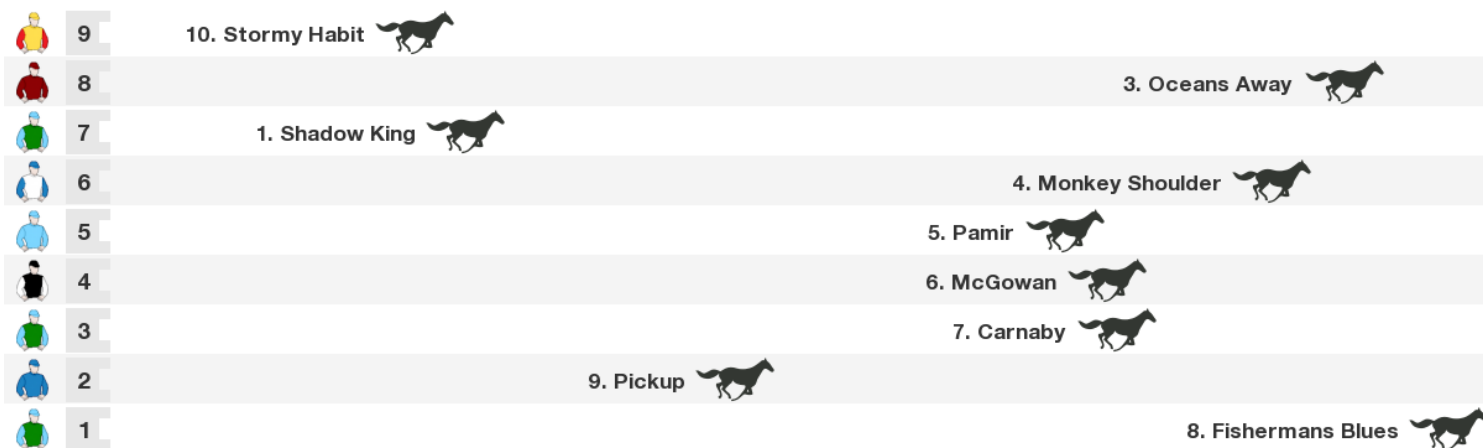 9 10. Stormy Habit
8 3. Oceans Away
7 1. Shadow King
6 4. Monkey Shoulder
5 5. Pamir
4 6. McGowan
3 7. Carnaby
2 9. Pickup
1 8. Fishermans Blues